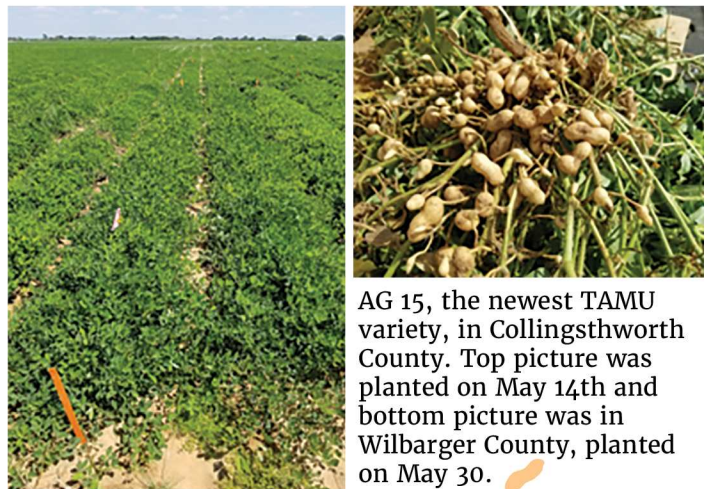 AG 15, the newest TAMU
variety, in Collingsthworth
County. Top picture was
planted on May 14th and
bottom picture was in
Wilbarger County, planted
on May 30.